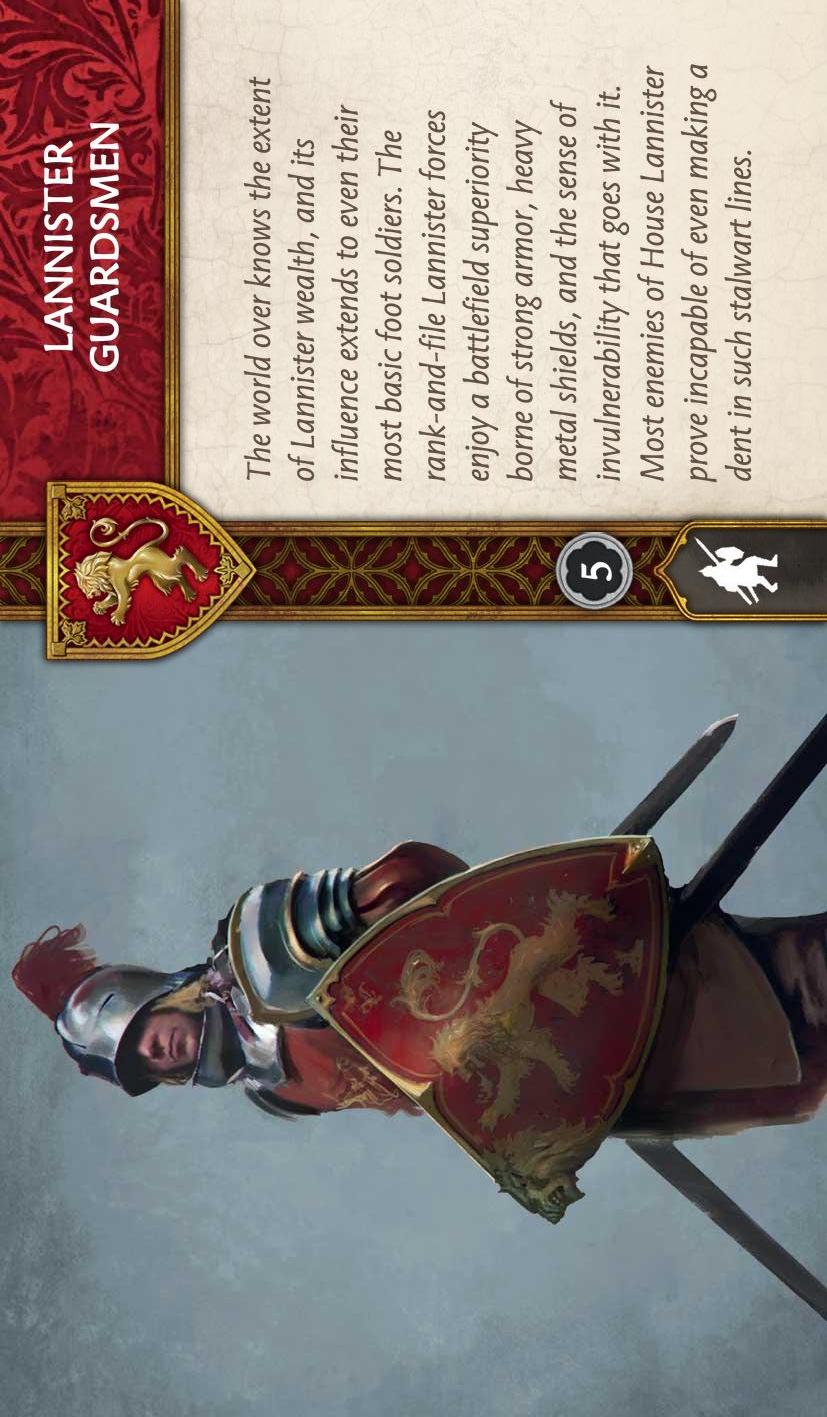 LANNISTER
GUARDSMEN
The world over knows the extent
of Lannister wealth, and its
influence extends to even their
most basic foot soldiers. The
rank-and-file Lannister forces
enjoy a battlefield superiority
borne of strong armor, heavy
metal shields, and the sense of
invulnerability that goes with it.
Most enemies of House Lannister
prove incapable of even making a
dent in such stalwart lines.
5